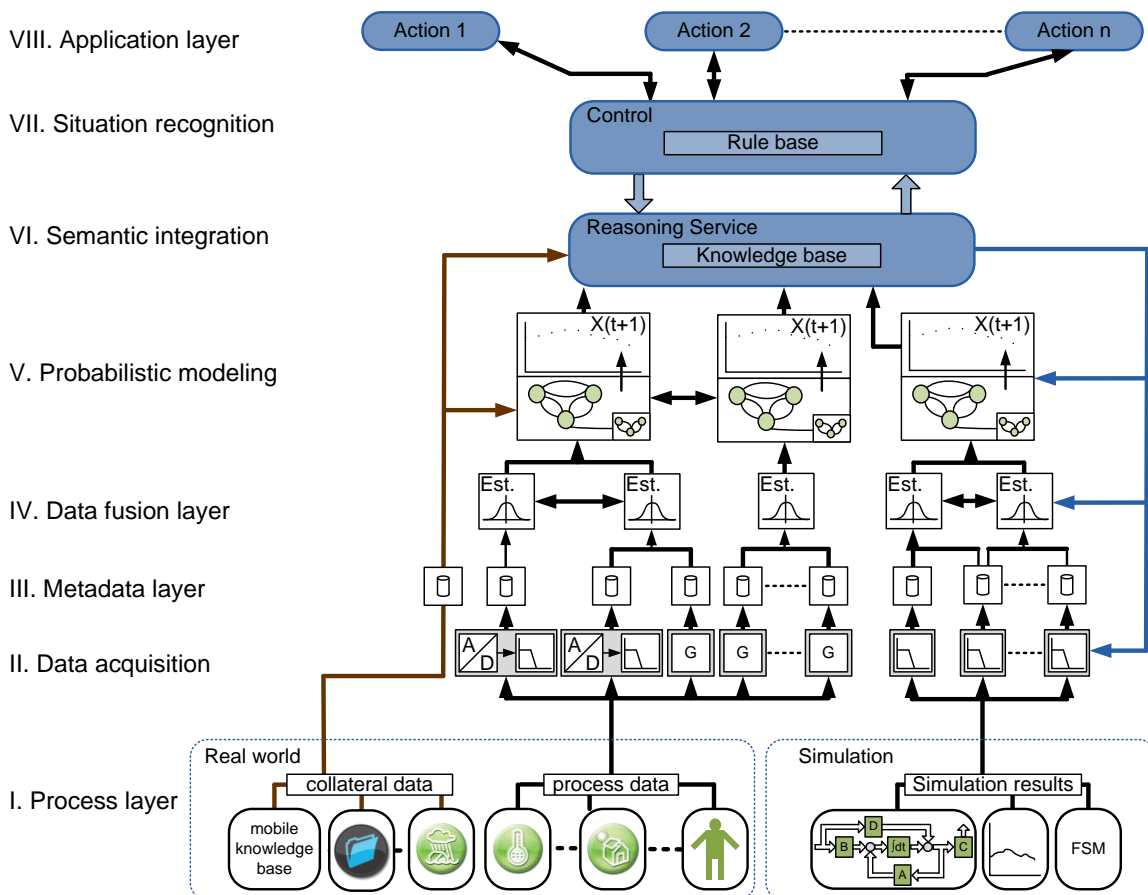 VIII. Application layer
Action 1
Action 2
Action n
VII. Situation recognition
Control
Rule base
VI. Semantic integration
Reasoning Service
Knowledge base
V. Probabilistic modeling
X(t+1)
X(t+1)
X(t+1)
IV. Data fusion layer
Est.
Est.
Est.
Est.
Est.
III. Metadata layer
II. Data acquisition
A
D
A
D
G
G
G
I. Process layer
Real world
collateral data
process data
mobile
knowledge
base
Simulation
Simulation results
D
B
∫dt
C
A
FSM